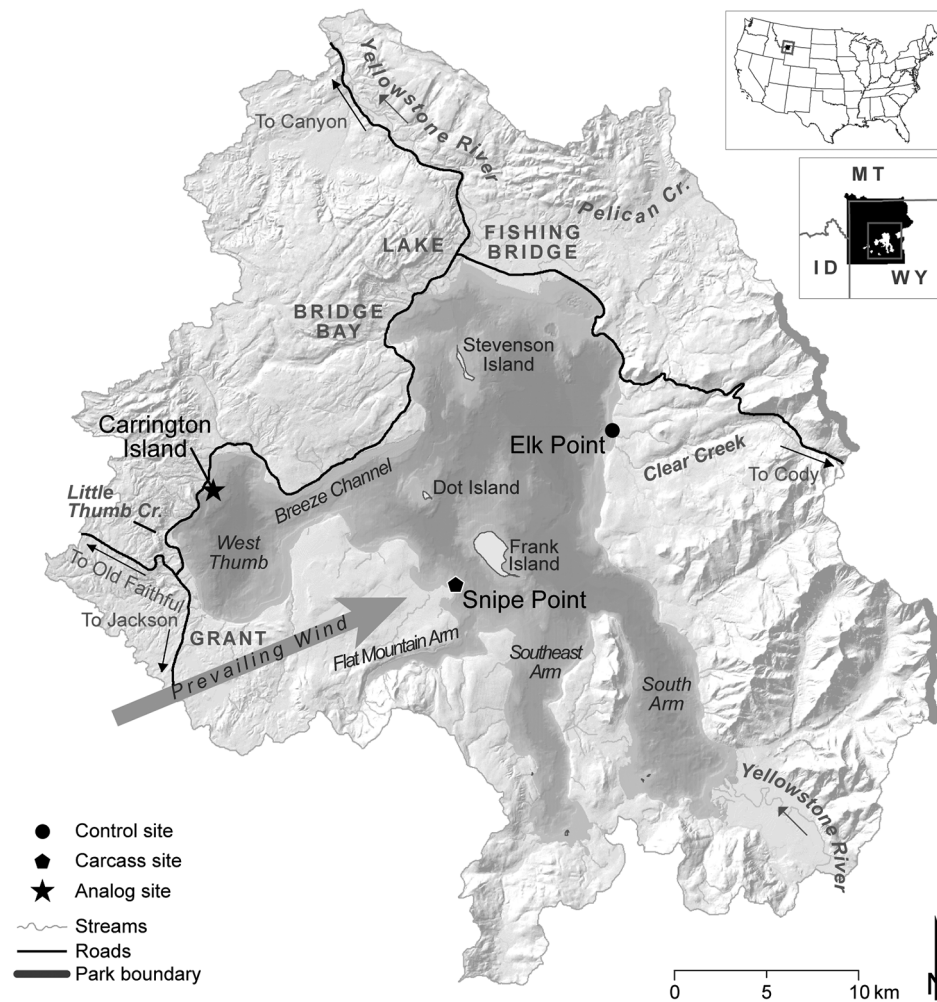 Yellowstone River
To Canyon
Pelican Cr.
MT
ID
WY
LAKE
FISHING
BRIDGE
BRIDGE
BAY
Stevenson
Island
Carrington
Island
Elk Point
Clear Creek
To Cody
Breeze Channel
Dot Island
Little
Thumb Cr.
West
Thumb
Frank
Island
To Old Faithful
Snipe Point
To Jackson
GRANT
Prevailing Wind
Flat Mountain Arm
Southeast
Arm
South
Arm
Yellowstone River
Control site
Carcass site
Analog site
Streams
Roads
Park boundary
0
5
10 km
N